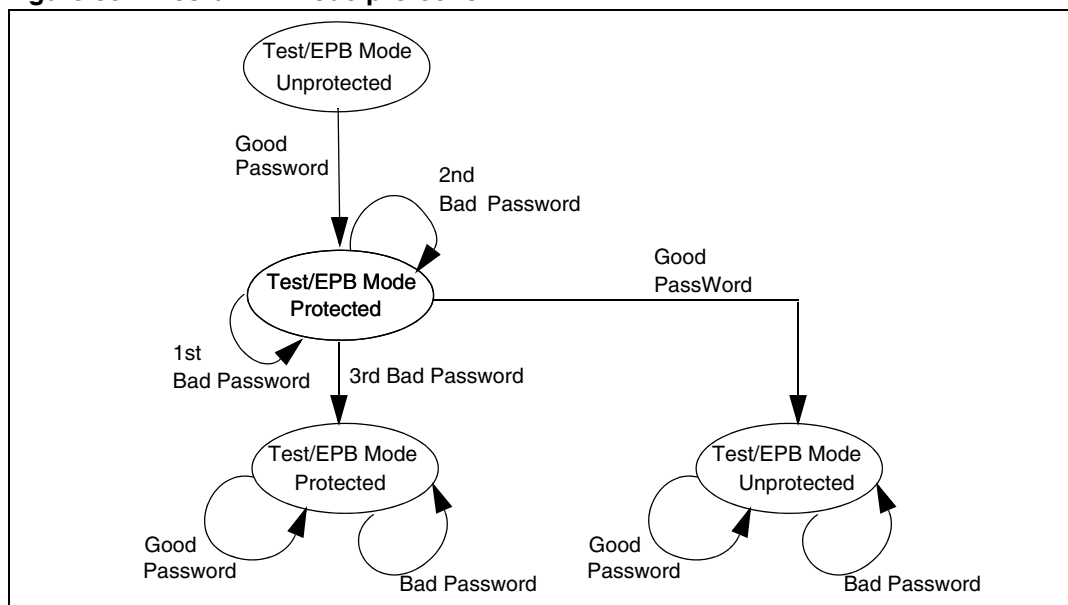 Test/EPB Mode
Unprotected
Good
Password
2nd
Bad Password
Test/EPB Mode
Protected
Good
PassWord
1st
Bad Password
3rd Bad Password
Test/EPB Mode
Protected
Test/EPB Mode
Unprotected
Good
Password
Bad Password
Good
Password
Bad Password